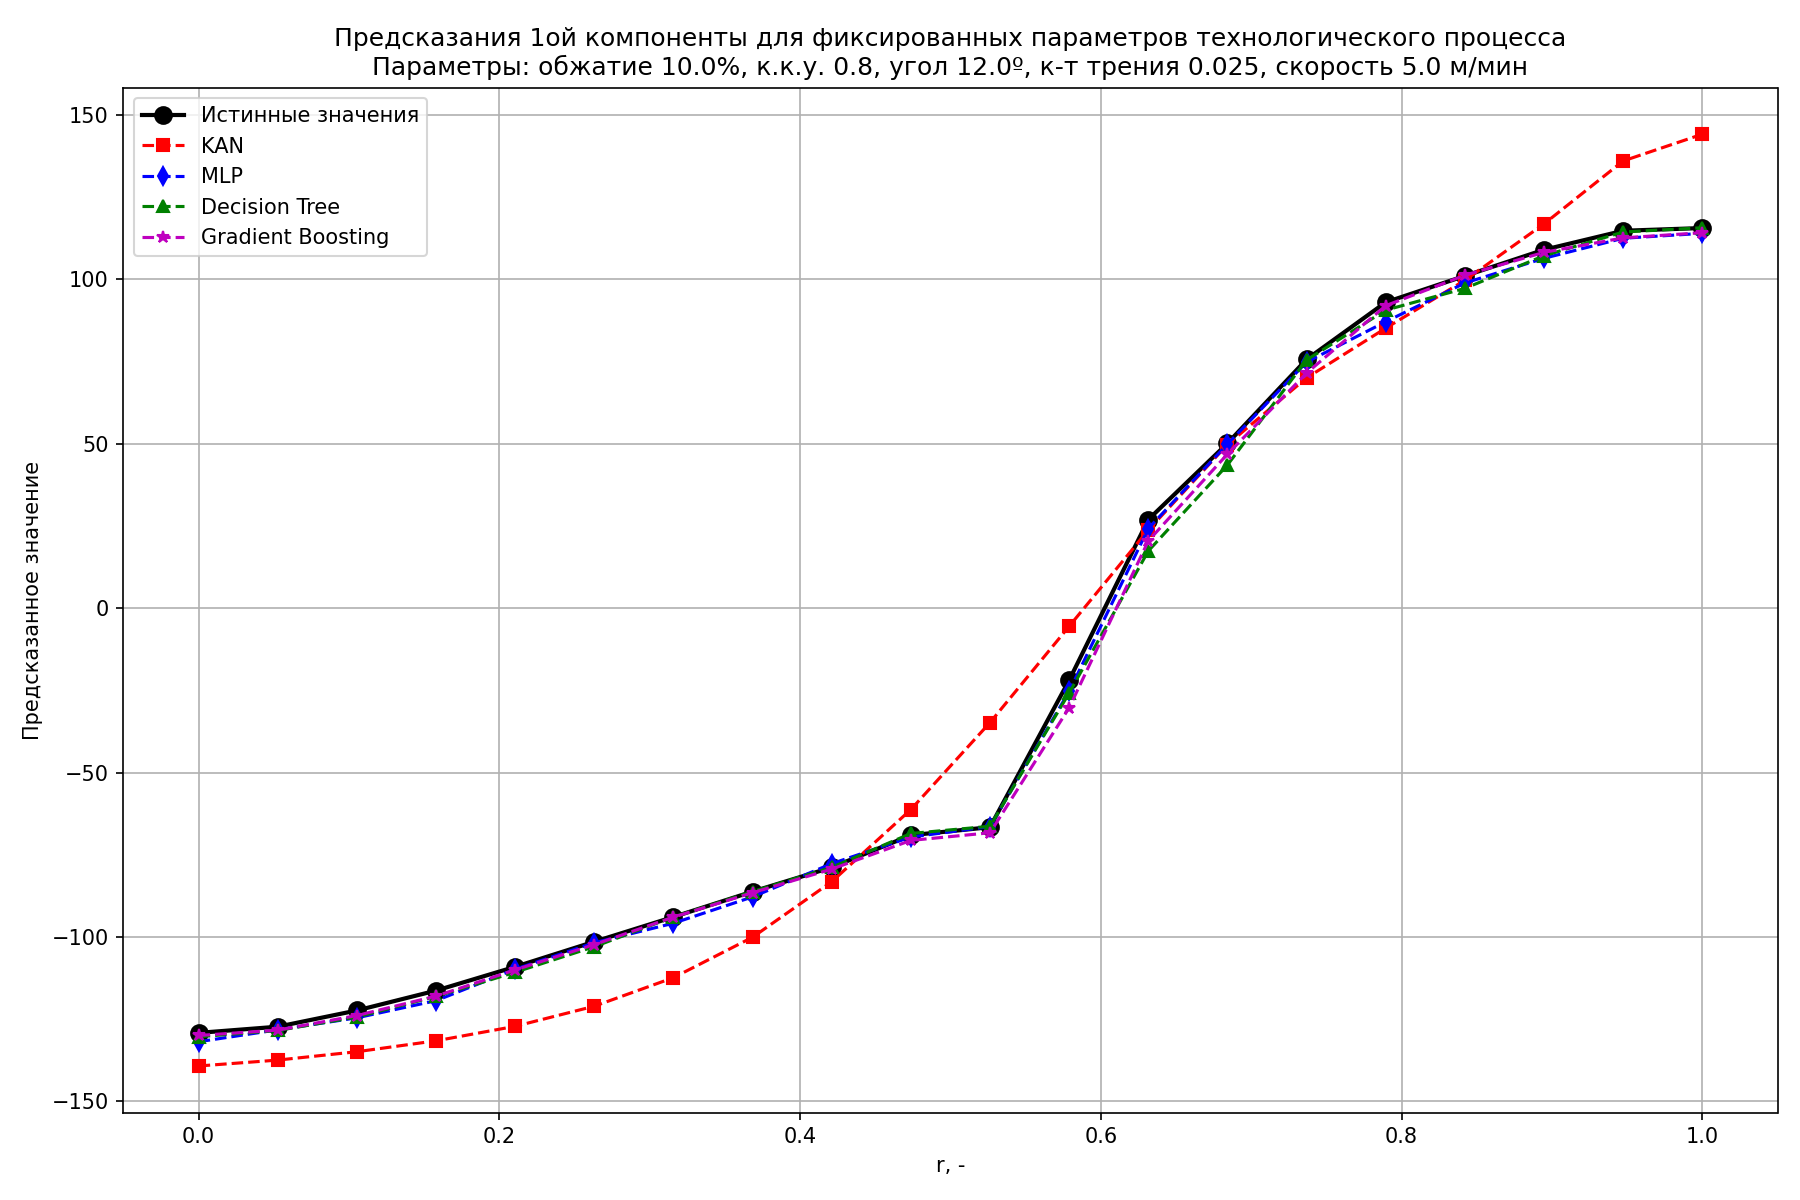 Предсказания 1ой компоненты для фиксированных параметров технологического процесса
Параметры: обжатие 10.0%, к.к.у. 0.8, угол 12.0º, к-т трения 0.025, скорость 5.0 м/мин
Истинные значения
KAN
MLP
Decision Tree
Gradient Boosting
Предсказанное значение
150
100
50
0
−50
−100
−150
0.0
0.2
0.4
0.6
0.8
1.0
r, -